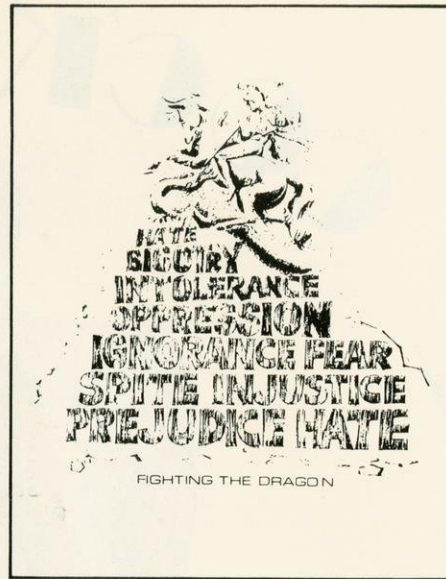 HATE
BIGOTRY
INTOLERANCE
OPPRESSION
IGNORANCE FEAR
SPITE INJUSTICE
PREJUDICE HATE
FIGHTING THE DRAGON